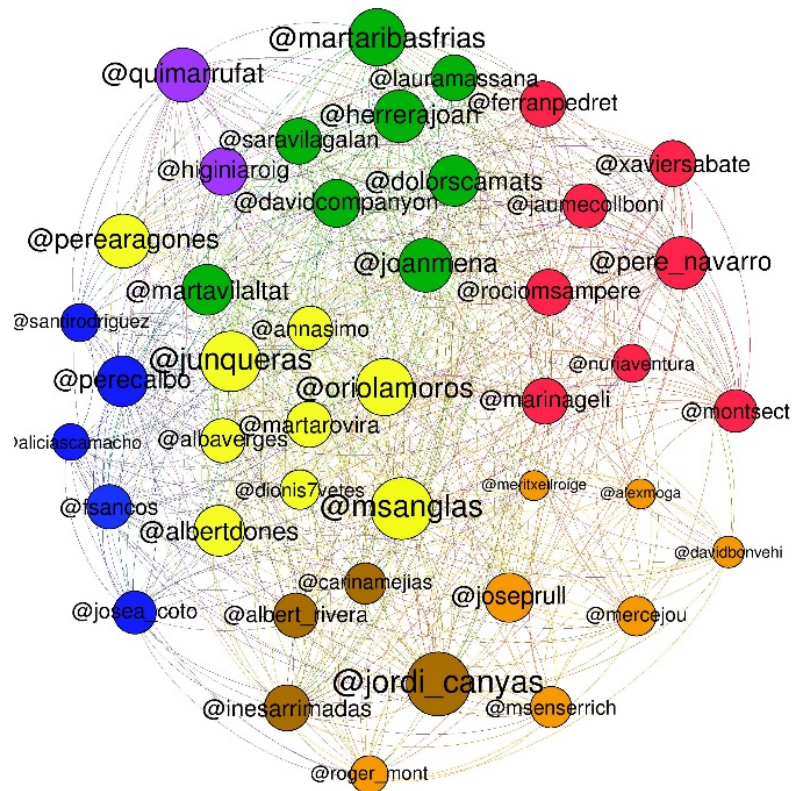 @martaribasfrias
@quimarrufat
@lauramassana
@ferranpedret
@herrerajoan
@saravilagalan
@xaviersabate
@higiniaroig
@dolorscamats
@davidcompanyon
@jaumecollboni
@perearagones
@joanmena
@pere_navarro
@martavilaltat
@rociomsampere
@santirodriguez
@annasimo
@junqueras
@nuriaventura
@perecalbo
@oriolamoros
@marinageli
@montsect
@martarovira
@albaverges
@aliciascamacho
@meritxellroige
@dionis7vetes
@alexmoga
@fsancos
@msanglas
@albertdones
@davidbonvehi
@carinamejias
@joseprull
@josea_coto
@albert_rivera
@mercejou
@jordi_canyas
@inesarrimadas
@msenserrich
@roger_mont